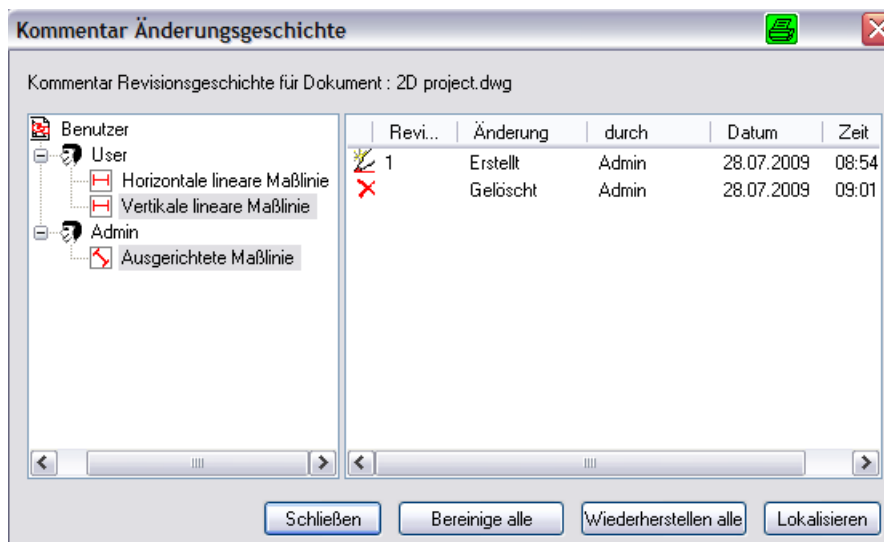 Kommentar Änderungsgeschichte
Kommentar Revisionsgeschichte für Dokument : 2D project.dwg
Benutzer
User
Horizontale lineare Maßlinie
Vertikale lineare Maßlinie
Admin
Ausgerichtete Maßlinie
Revi... Änderung durch Datum Zeit
1 Erstellt Admin 28.07.2009 08:54
Gelöscht Admin 28.07.2009 09:01
Schließen Bereinige alle Wiederherstellen alle Lokalisieren